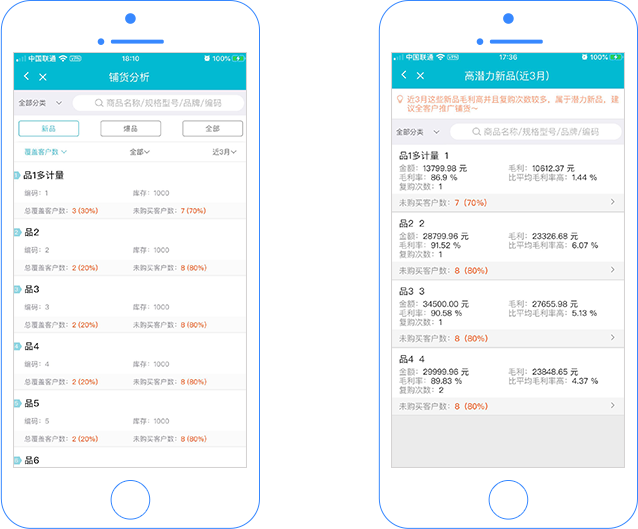 中国联通 VPN 18:10 100%
铺货分析
全部分类 商品名称/规格型号/品牌/编码
新品 爆品 全部
覆盖客户数 全部 近3月
品1多计量
编码：1 库存：1000
总覆盖客户数：3 (30%) 未购买客户数：7 (70%)
品2
编码：2 库存：1000
总覆盖客户数：2 (20%) 未购买客户数：8 (80%)
品3
编码：3 库存：1000
总覆盖客户数：2 (20%) 未购买客户数：8 (80%)
品4
编码：4 库存：1000
总覆盖客户数：2 (20%) 未购买客户数：8 (80%)
品5
编码：5 库存：1000
总覆盖客户数：2 (20%) 未购买客户数：8 (80%)
品6
中国联通 VPN 17:36 100%
高潜力新品(近3月)
近3月这些新品毛利高并且复购次数较多，属于潜力新品，建
议全客户推广铺货~
全部分类 商品名称/规格型号/品牌/编码
品1多计量 1
金额：13799.98 元 毛利：10612.37 元
毛利率：86.9 % 比平均毛利率高：1.44 %
复购次数：1
未购买客户数：7 (70%)
品2 2
金额：28799.96 元 毛利：23326.68 元
毛利率：91.52 % 比平均毛利率高：6.07 %
复购次数：1
未购买客户数：8 (80%)
品3 3
金额：34500.00 元 毛利：27655.98 元
毛利率：90.58 % 比平均毛利率高：5.13 %
复购次数：1
未购买客户数：8 (80%)
品4 4
金额：29999.96 元 毛利：23848.65 元
毛利率：89.83 % 比平均毛利率高：4.37 %
复购次数：2
未购买客户数：8 (80%)